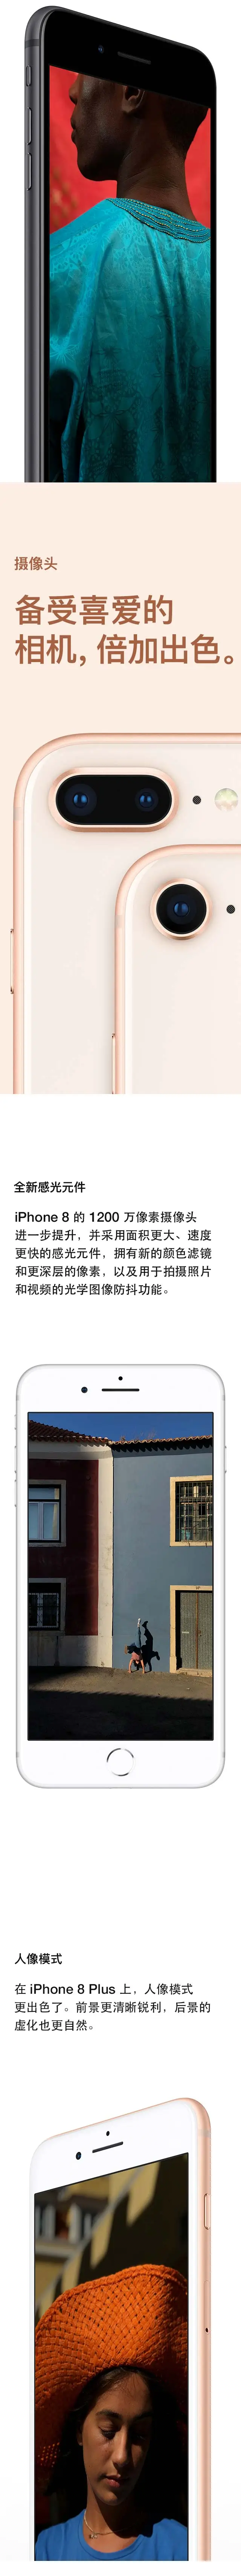 摄像头
备受喜爱的
相机，倍加出色。
全新感光元件
iPhone 8 的 1200 万像素摄像头
进一步提升，并采用面积更大、速度
更快的感光元件，拥有新的颜色滤镜
和更深层的像素，以及用于拍摄照片
和视频的光学图像防抖功能。
人像模式
在 iPhone 8 Plus 上，人像模式
更出色了。前景更清晰锐利，后景的
虚化也更自然。